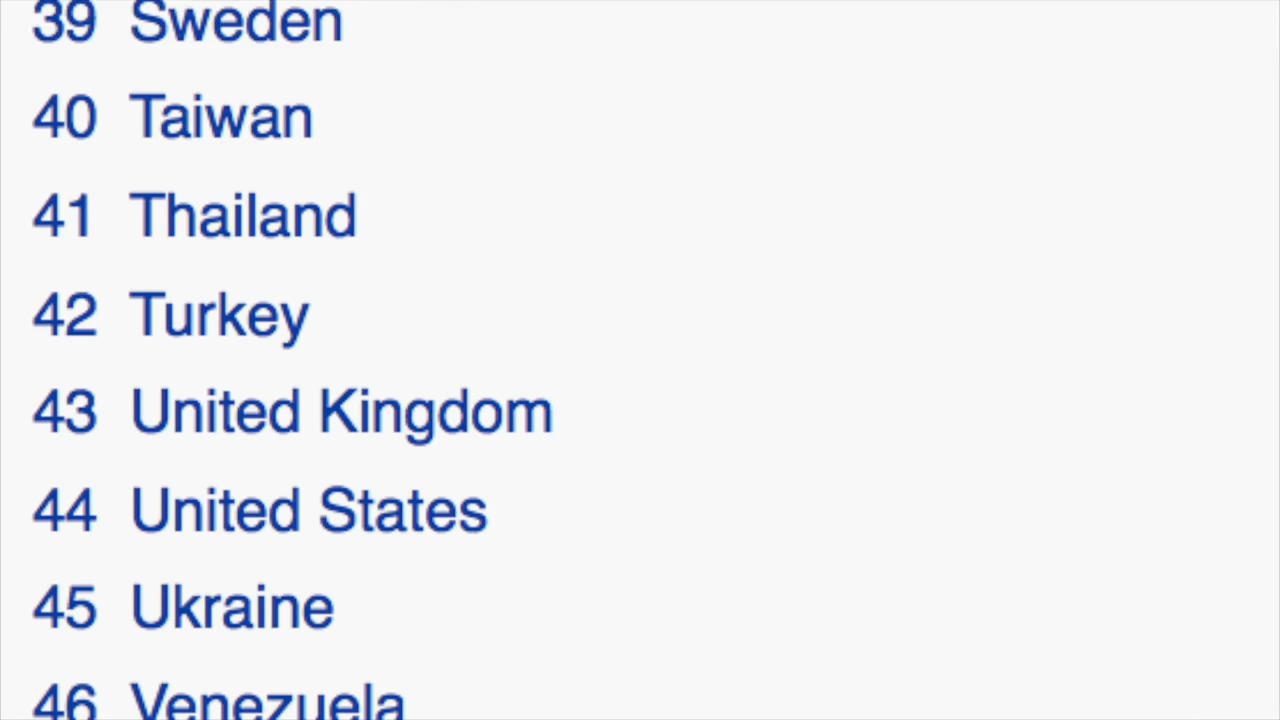 39 Sweden
40 Taiwan
41 Thailand
42 Turkey
43 United Kingdom
44 United States
45 Ukraine
46 Venezuela